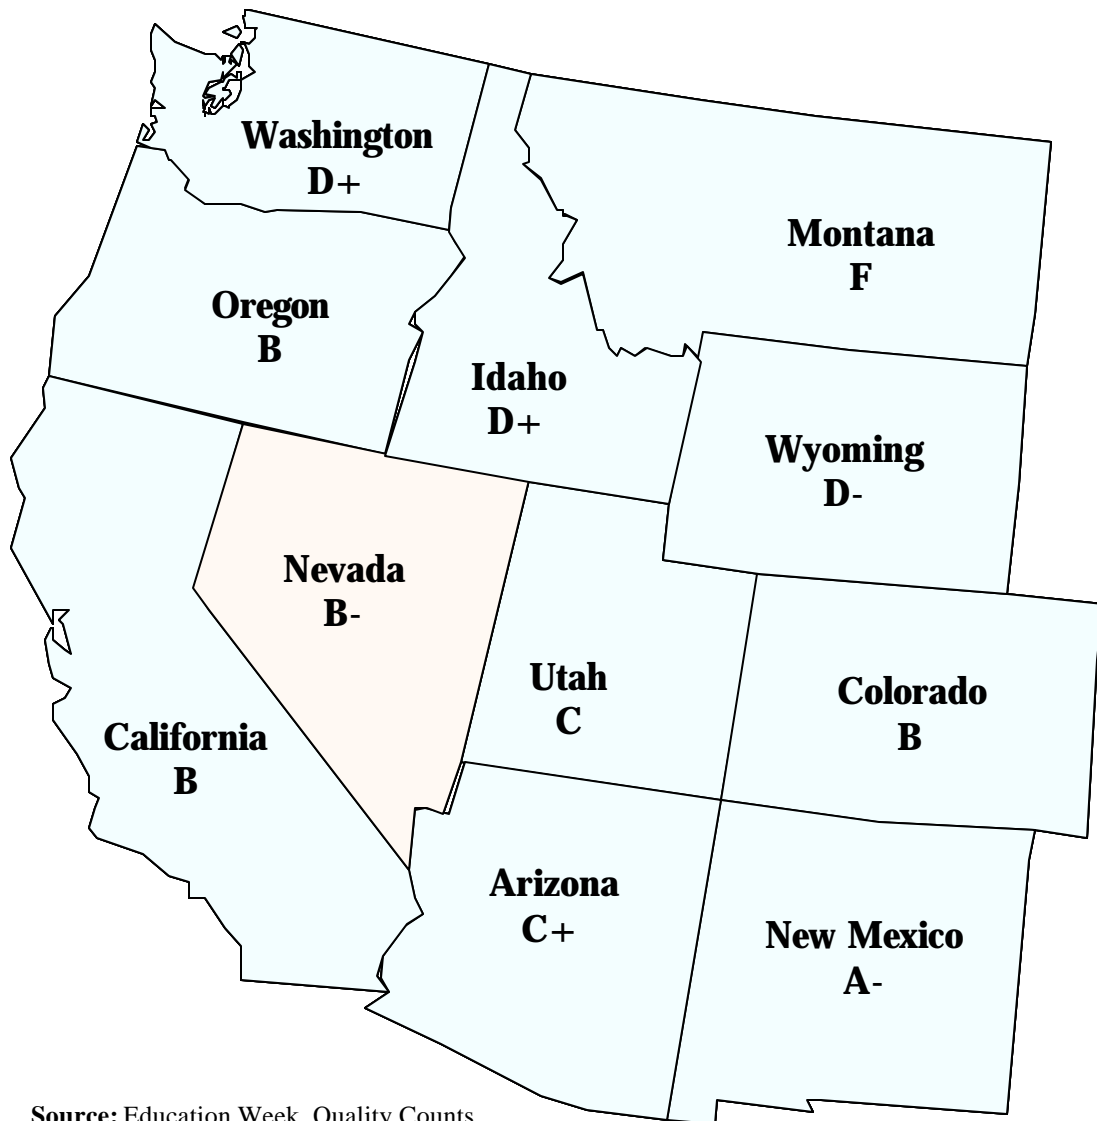 Washington
D+
Montana
F
Oregon
B
Idaho
D+
Wyoming
D-
Nevada
B-
Utah
C
Colorado
B
California
B
Arizona
C+
New Mexico
A-
Source: Education Week, Quality Counts